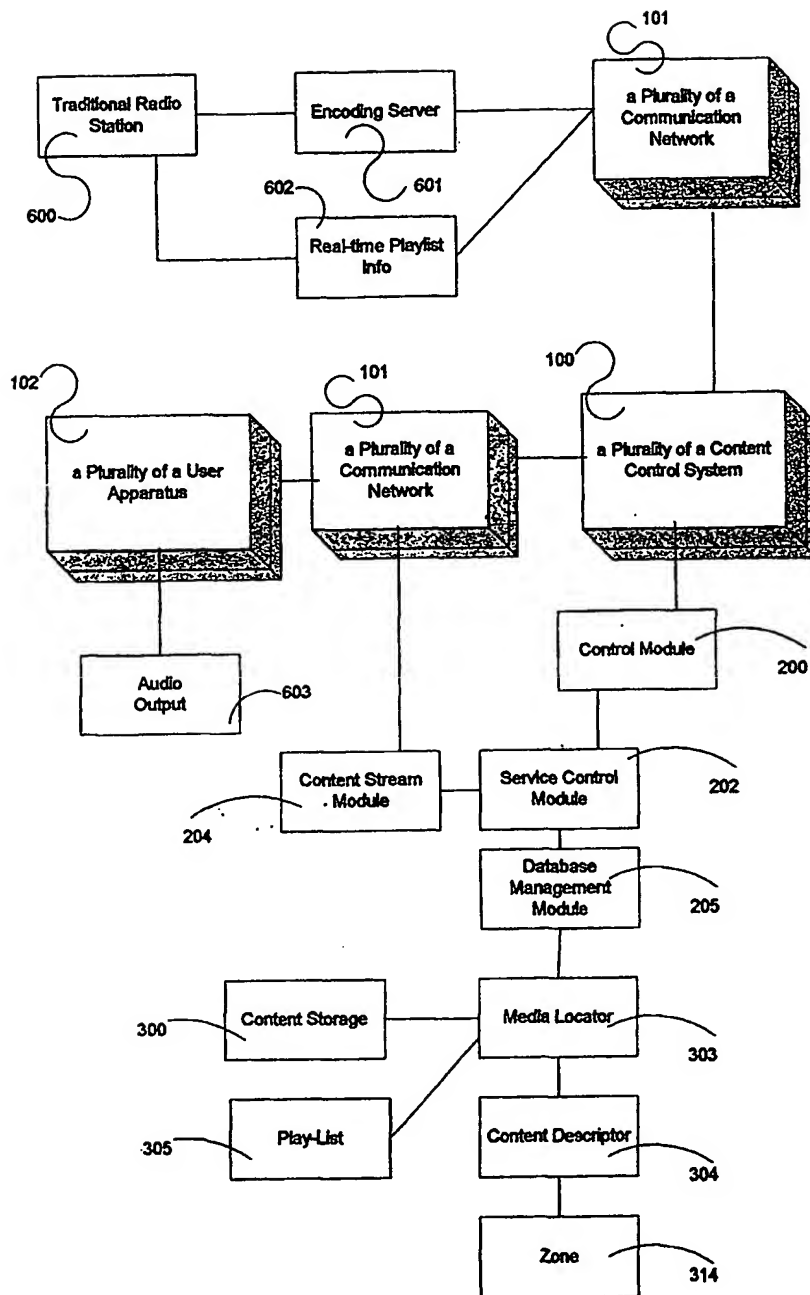 101
Traditional Radio
Station
Encoding Server
a Plurality of a
Communication
Network
600
602
601
Real-time Playlist
Info
102
101
100
a Plurality of a User
Apparatus
a Plurality of a
Communication
Network
a Plurality of a Content
Control System
Control Module
200
Audio
Output
603
Content Stream
Module
Service Control
Module
202
204
Database
Management
Module
205
300
Content Storage
Media Locator
303
305
Play-List
Content Descriptor
304
Zone
314